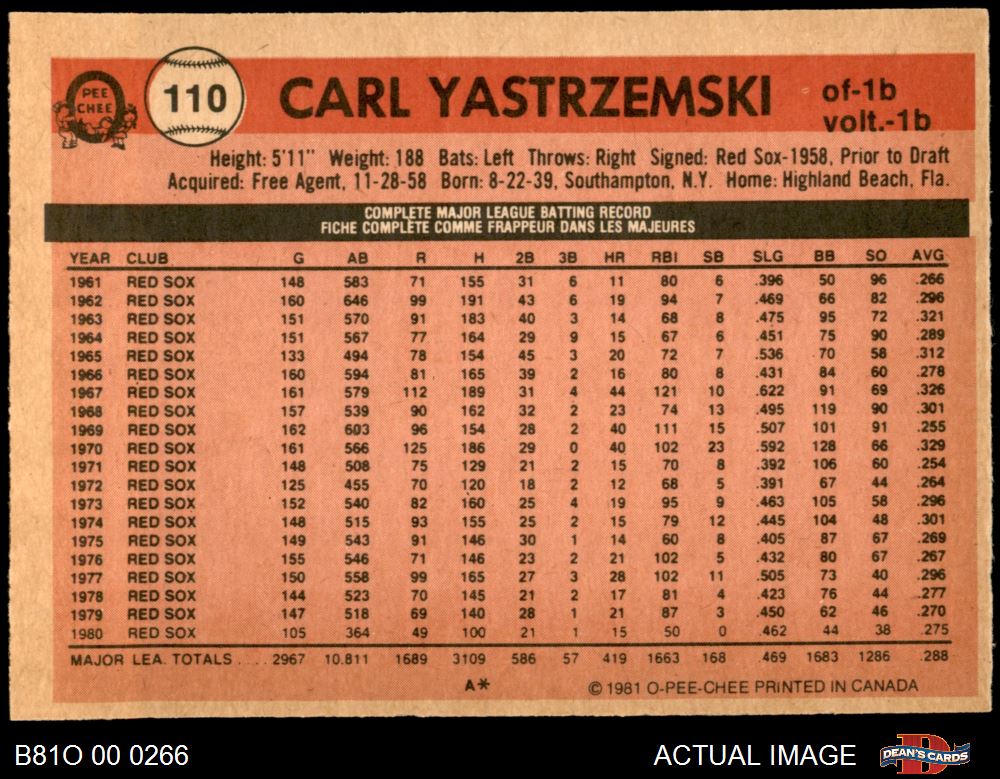 PEE
CHEE
110
CARL YASTRZEMSKI
of-1b
volt.-1b
Height: 5'11" Weight: 188 Bats: Left Throws: Right Signed: Red Sox-1958, Prior to Draft
Acquired: Free Agent, 11-28-58 Born: 8-22-39, Southampton, N.Y. Home: Highland Beach, Fla.
COMPLETE MAJOR LEAGUE BATTING RECORD
FICHE COMPLÈTE COMME FRAPPEUR DANS LES MAJEURES
YEAR CLUB G AB R H 2B 3B HR RBI SB SLG BB SO AVG
1961 RED SOX 148 583 71 155 31 6 11 80 6 .396 50 96 .266
1962 RED SOX 160 646 99 191 43 6 19 94 7 .469 66 82 .296
1963 RED SOX 151 570 91 183 40 3 14 68 8 .475 95 72 .321
1964 RED SOX 151 567 77 164 29 9 15 67 6 .451 75 90 .289
1965 RED SOX 133 494 78 154 45 3 20 72 7 .536 70 58 .312
1966 RED SOX 160 594 81 165 39 2 16 80 8 .431 84 60 .278
1967 RED SOX 161 579 112 189 31 4 44 121 10 .622 91 69 .326
1968 RED SOX 157 539 90 162 32 2 23 74 13 .495 119 90 .301
1969 RED SOX 162 603 96 154 28 2 40 111 15 .507 101 91 .255
1970 RED SOX 161 566 125 186 29 0 40 102 23 .592 128 66 .329
1971 RED SOX 148 508 75 129 21 2 15 70 8 .392 106 60 .254
1972 RED SOX 125 455 70 120 18 2 12 68 5 .391 67 44 .264
1973 RED SOX 152 540 82 160 25 4 19 95 9 .463 105 58 .296
1974 RED SOX 148 515 93 155 25 2 15 79 12 .445 104 48 .301
1975 RED SOX 149 543 91 146 30 1 14 60 8 .405 87 67 .269
1976 RED SOX 155 546 71 146 23 2 21 102 5 .432 80 67 .267
1977 RED SOX 150 558 99 165 27 3 28 102 11 .505 73 40 .296
1978 RED SOX 144 523 70 145 21 2 17 81 4 .423 76 44 .277
1979 RED SOX 147 518 69 140 28 1 21 87 3 .450 62 46 .270
1980 RED SOX 105 364 49 100 21 1 15 50 0 .462 44 38 .275
MAJOR LEA. TOTALS .... 2967 10.811 1689 3109 586 57 419 1663 168 .469 1683 1286 .288
A* © 1981 O-PEE-CHEE PRINTED IN CANADA
B81O 00 0266 ACTUAL IMAGE DEAN'S CARDS